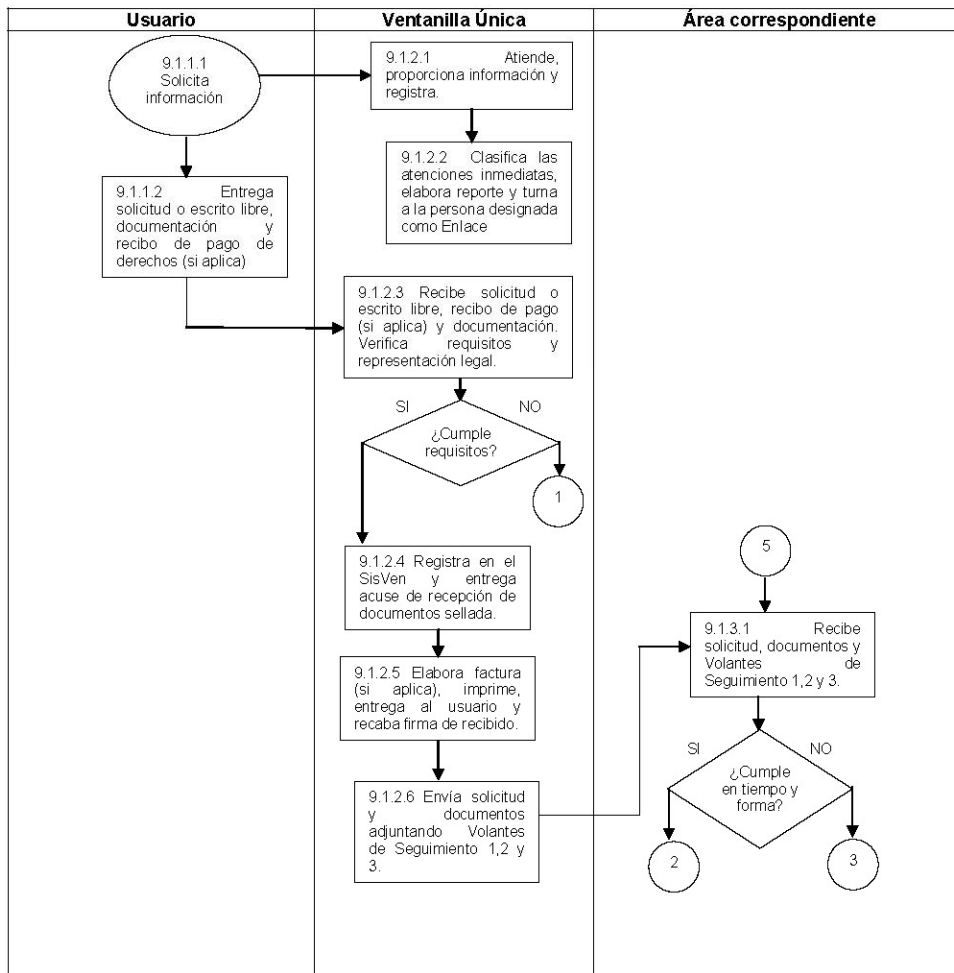 Usuario
Ventanilla Única
Área correspondiente
9.1.1.1
Solicita
información
9.1.2.1 Atiende,
proporciona información y
registra.
9.1.2.2 Clasifica las
atenciones inmediatas,
elabora reporte y turna
a la persona designada
como Enlace
9.1.1.2 Entrega
solicitud o escrito libre,
documentación y
recibo de pago de
derechos (si aplica)
9.1.2.3 Recibe solicitud o
escrito libre, recibo de pago
(si aplica) y documentación.
Verifica requisitos y
representación legal.
SI
NO
¿Cumple
requisitos?
1
9.1.2.4 Registra en el
SisVen y entrega
acuse de recepción de
documentos sellada.
9.1.2.5 Elabora factura
(si aplica), imprime,
entrega al usuario y
recaba firma de recibido.
9.1.2.6 Envía solicitud
y documentos
adjuntando Volantes
de Seguimiento 1,2 y
3.
5
9.1.3.1 Recibe
solicitud, documentos y
Volantes de
Seguimiento 1,2 y 3.
SI
NO
¿Cumple
en tiempo y
forma?
2
3